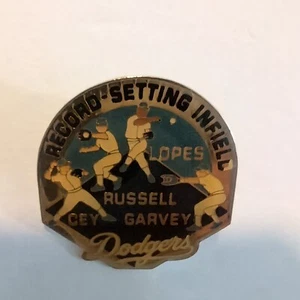 RECORD-SETTING INFIELD
LOPES
RUSSELL
CEY GARVEY
Dodgers